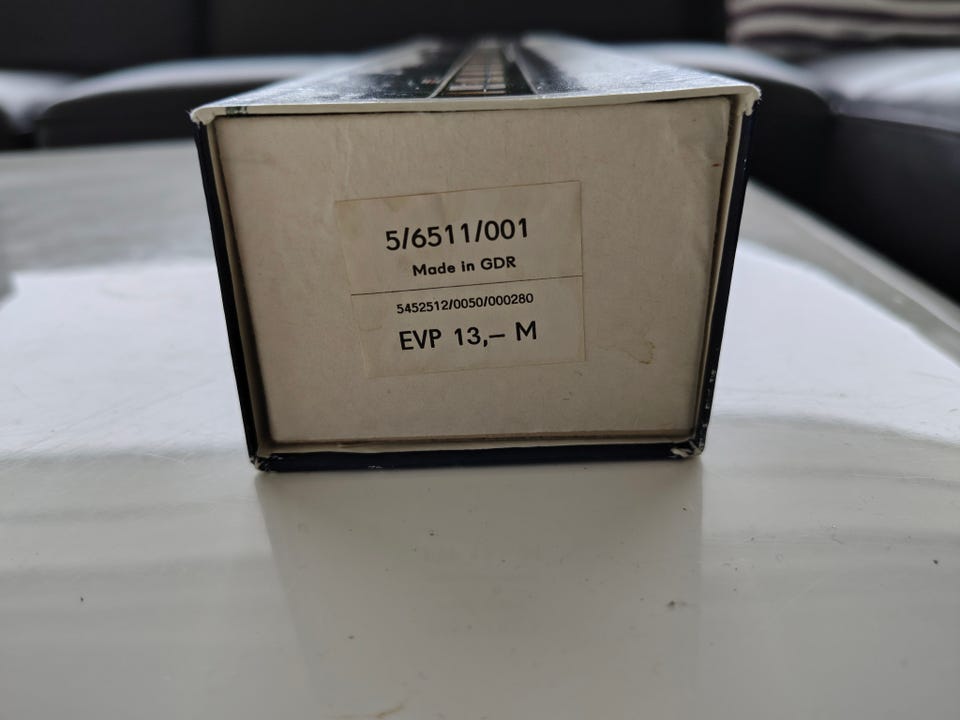 5/6511/001
Made in GDR
5452512/0050/000280
EVP 13,– M